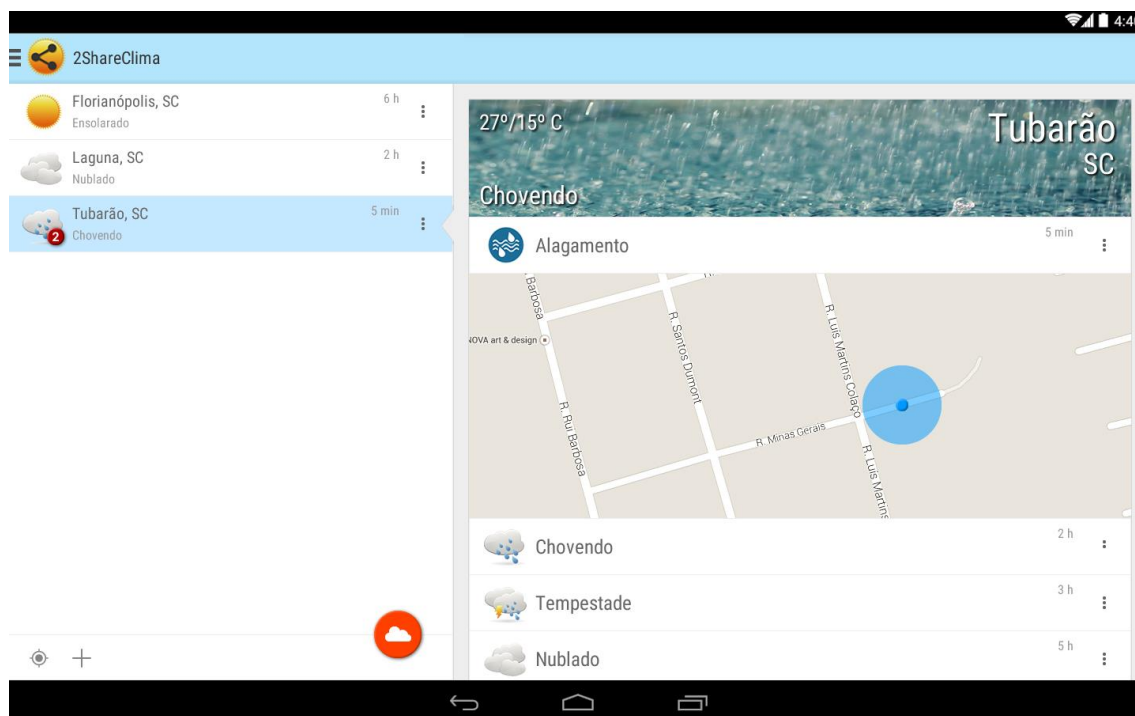 4:40
2ShareClima
Florianópolis, SC
6 h
Ensolarado
Laguna, SC
2 h
Nublado
Tubarão, SC
5 min
2
Chovendo
27º/15º C
Tubarão
SC
Chovendo
Alagamento
5 min
Barbosa
NOVA art & design
R. Santos Dumont
R. Luis Martins Colaço
R. Rui Barbosa
R. Minas Gerais
R. Luis Martins
Chovendo
2 h
Tempestade
3 h
Nublado
5 h